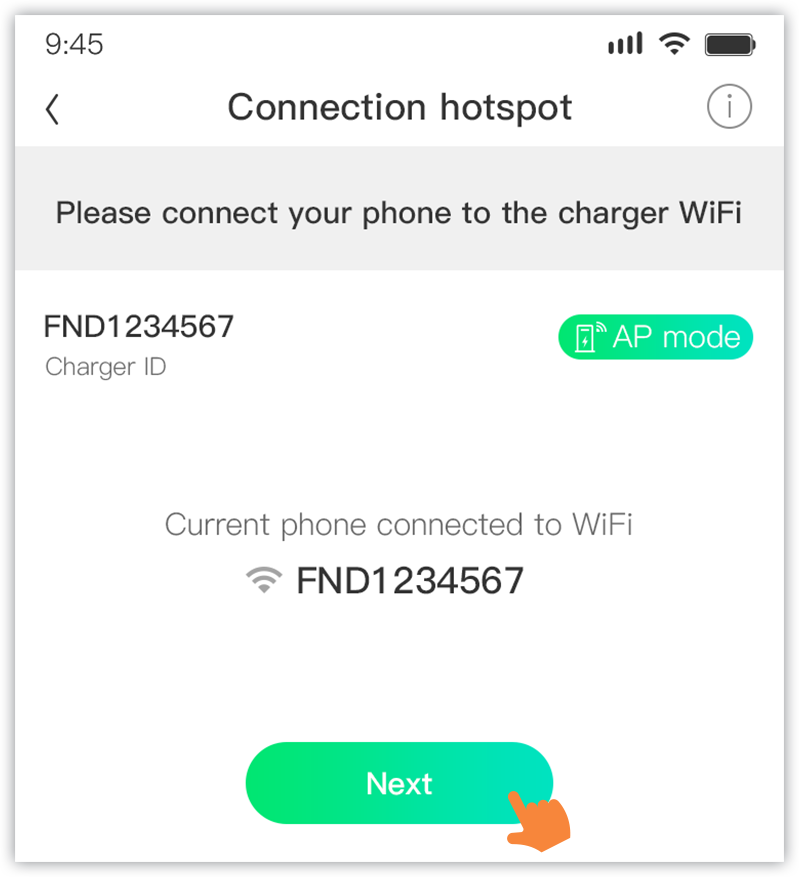 9:45
Connection hotspot
Please connect your phone to the charger WiFi
FND1234567
AP mode
Charger ID
Current phone connected to WiFi
FND1234567
Next